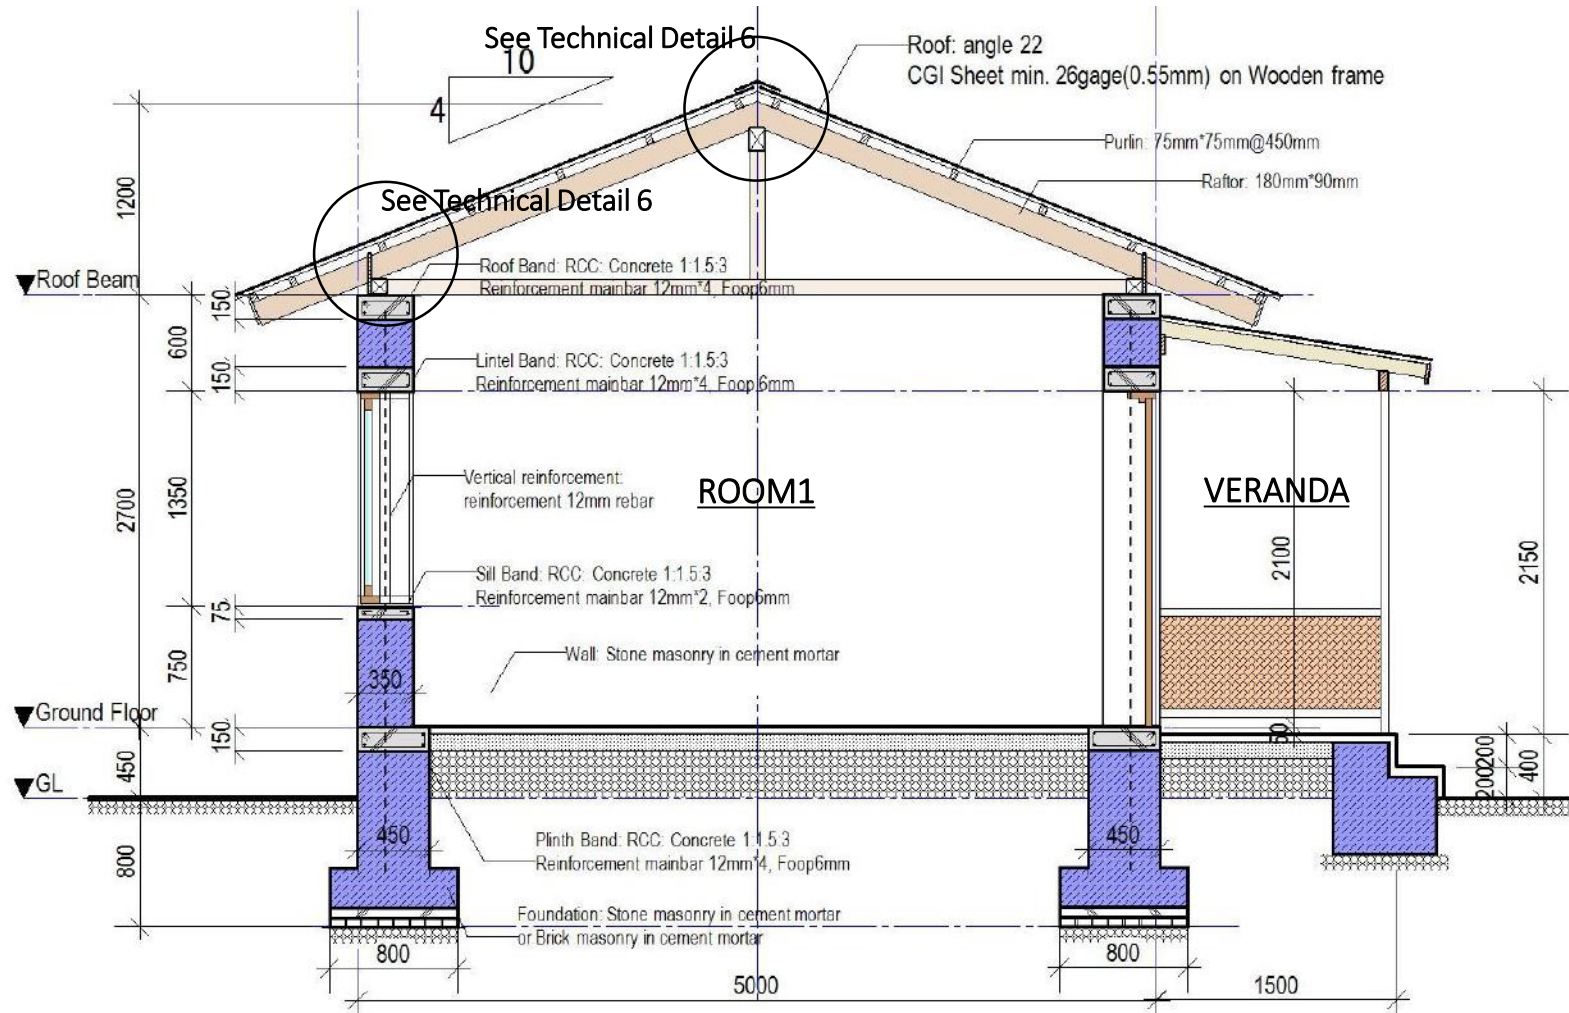 See Technical Detail 6
10
4
Roof: angle 22
CGI Sheet min. 26gage(0.55mm) on Wooden frame
Purlin: 75mm*75mm@450mm
Raftor: 180mm*90mm
See Technical Detail 6
1200
Roof Band: RCC: Concrete 1:1.5:3
Reinforcement mainbar 12mm*4, Foop6mm
Roof Beam
150
600
150
Lintel Band: RCC: Concrete 1:1.5:3
Reinforcement mainbar 12mm*4, Foop 6mm
Vertical reinforcement:
reinforcement 12mm rebar
ROOM1
VERANDA
2700
1350
2100
2150
Sill Band: RCC: Concrete 1:1.5:3
Reinforcement mainbar 12mm*2, Foop6mm
75
750
Wall: Stone masonry in cement mortar
350
Ground Floor
150
50
450
200
200
400
GL
450
450
Plinth Band: RCC: Concrete 1:1.5:3
Reinforcement mainbar 12mm*4, Foop6mm
800
Foundation: Stone masonry in cement mortar
or Brick masonry in cement mortar
800
800
5000
1500